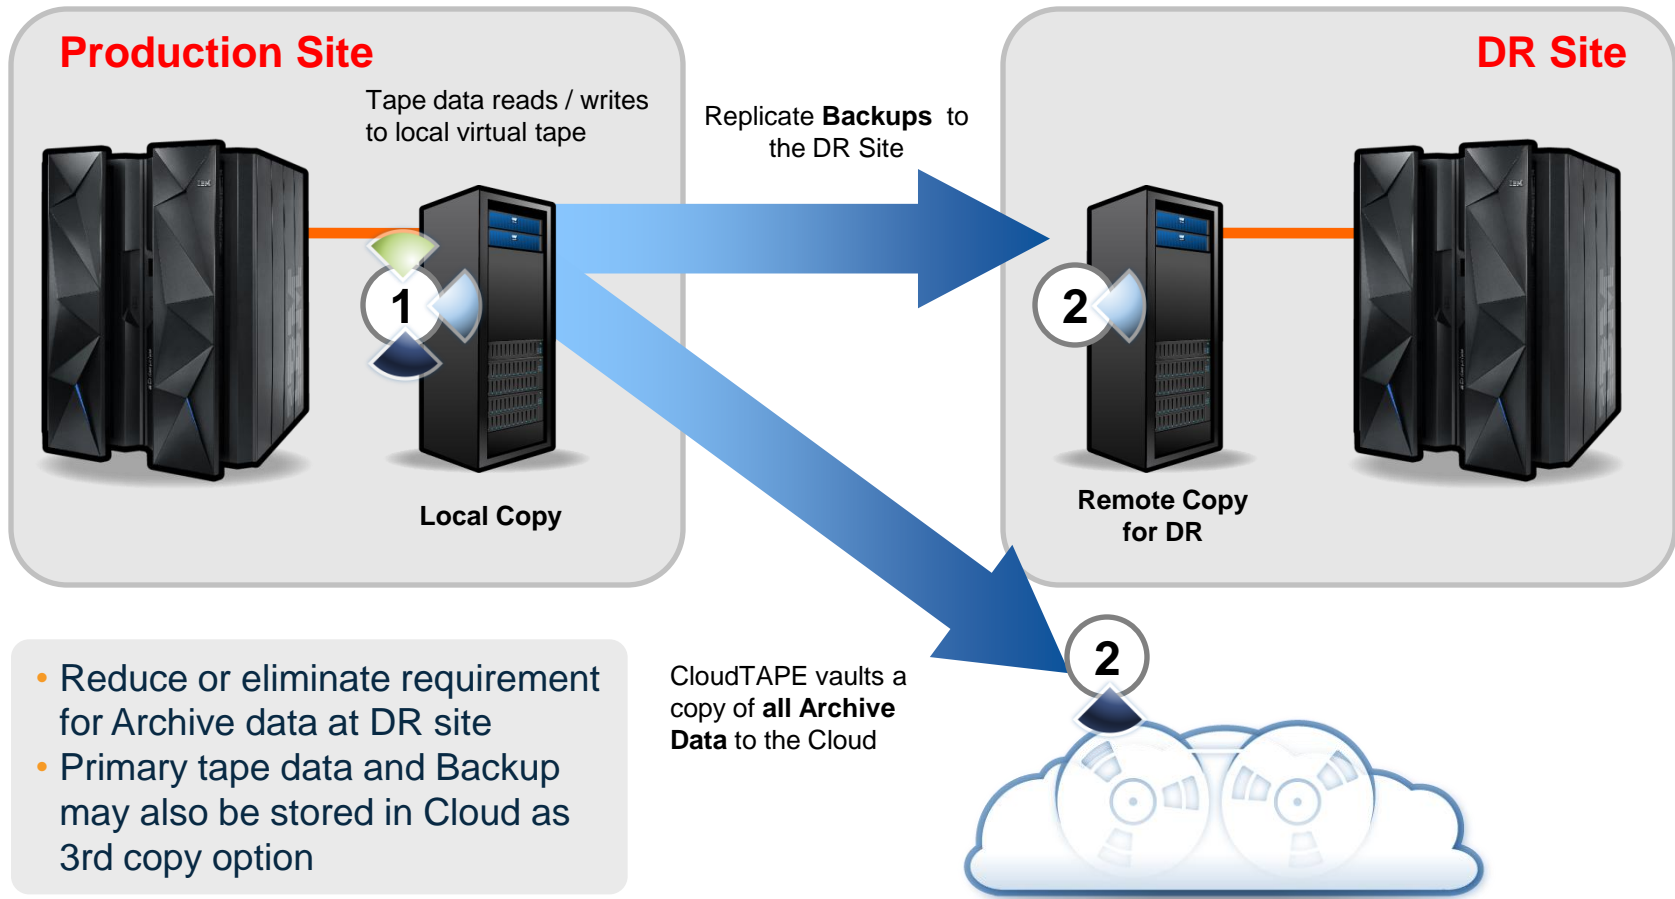 Production Site
DR Site
Tape data reads / writes
to local virtual tape
Replicate Backups to
the DR Site
IBM
IBM
1
2
Local Copy
Remote Copy
for DR
• Reduce or eliminate requirement
for Archive data at DR site
• Primary tape data and Backup
may also be stored in Cloud as
3rd copy option
CloudTAPE vaults a
copy of all Archive
Data to the Cloud
2